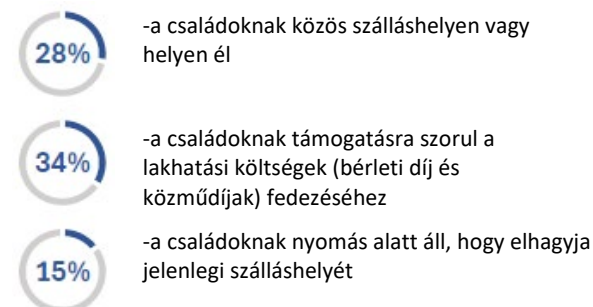 28%
-a családoknak közös szálláshelyen vagy
helyen él
34%
-a családoknak támogatásra szorul a
lakhatási költségek (bérleti díj és
közműdíjak) fedezéséhez
15%
-a családoknak nyomás alatt áll, hogy elhagyja
jelenlegi szálláshelyét